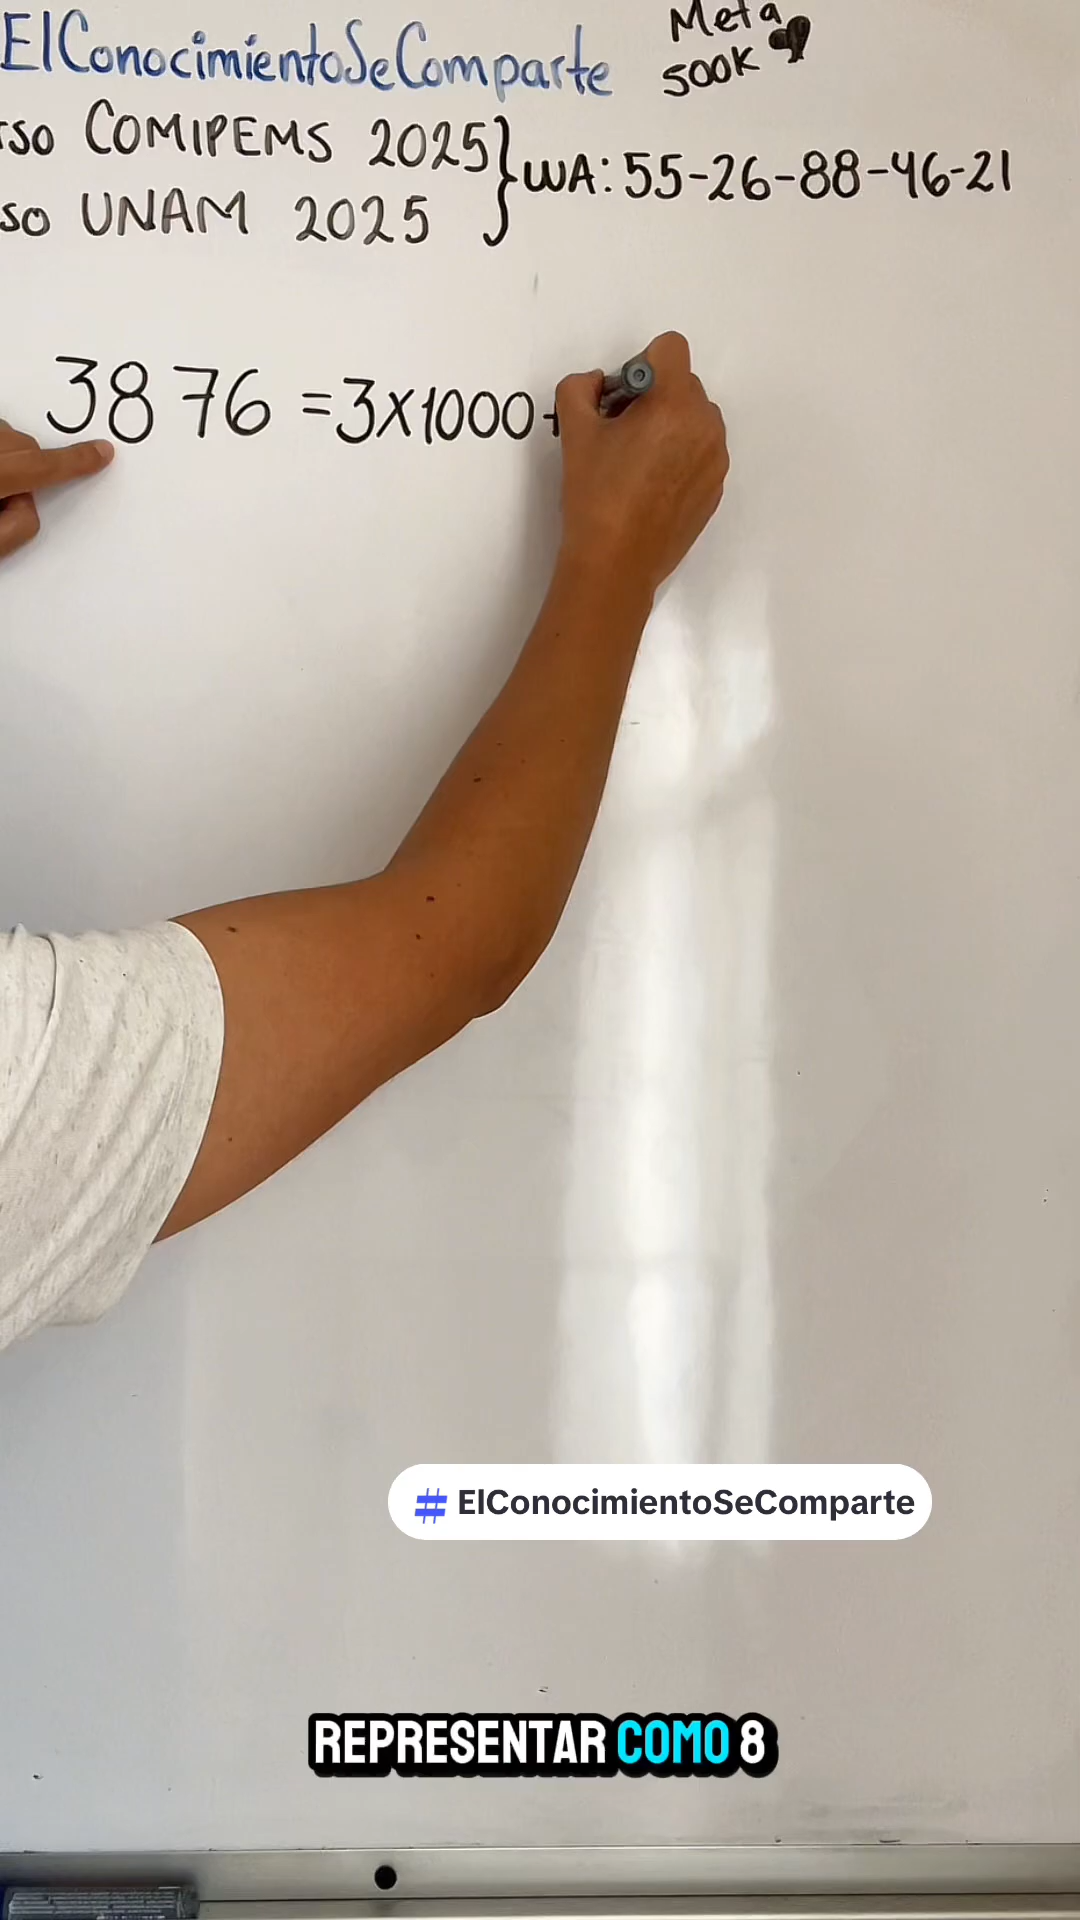 ElConocimientoSeComparte
Meta
500K
rso COMIPEMS 2025
so UNAM 2025
} WA: 55-26-88-46-21
3876 = 3x1000+
# ElConocimientoSeComparte
REPRESENTAR COMO 8